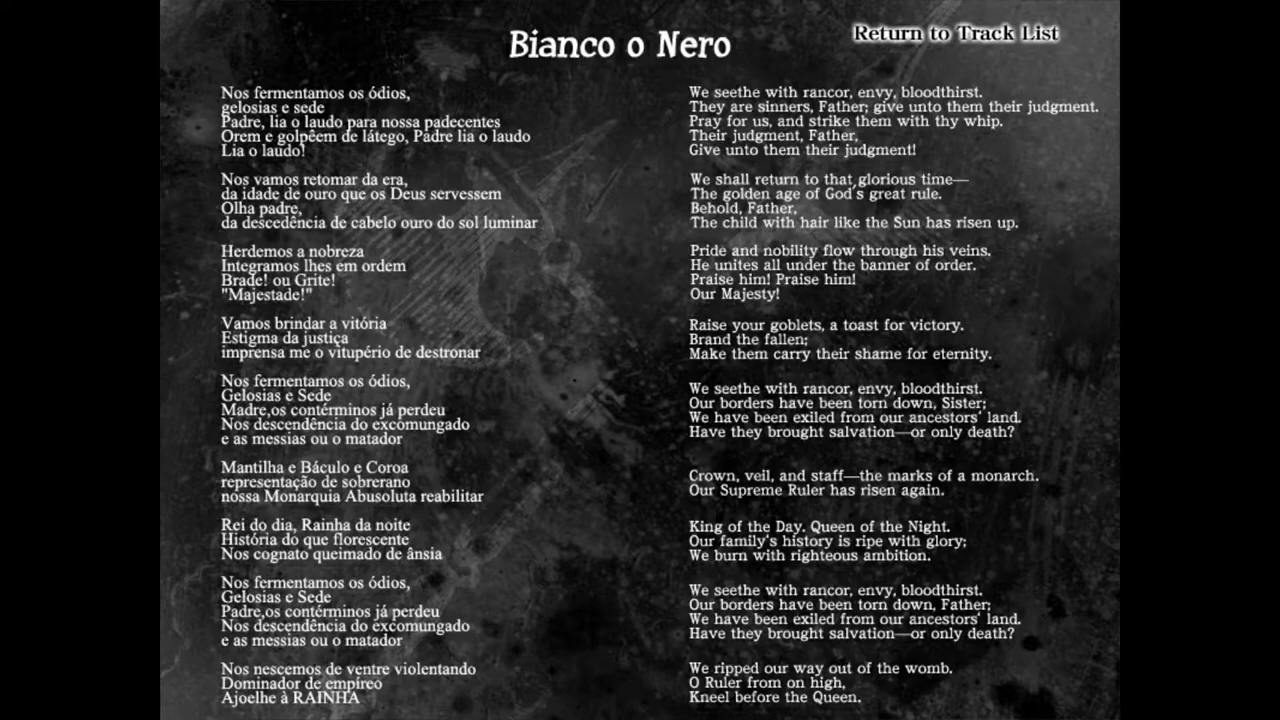 Bianco o Nero
Return to Track List
Nos fermentamos os ódios,
gelosias e sede
Padre, lia o laudo para nossa padecentes
Orem e golpêem de látego, Padre lia o laudo
Lia o laudo!
Nos vamos retomar da era,
da idade de ouro que os Deus servessem
Olha padre,
da descedência de cabelo ouro do sol luminar
Herdemos a nobreza
Integramos lhes em ordem
Brade! ou Grite!
"Majestade!"
Vamos brindar a vitória
Estigma da justiça
imprensa me o vitupério de destronar
Nos fermentamos os ódios,
Gelosias e Sede
Madre,os contérminos já perdeu
Nos descendência do excomungado
e as messias ou o matador
Mantilha e Báculo e Coroa
representação de sobrerano
nossa Monarquia Abusoluta reabilitar
Rei do dia, Rainha da noite
História do que florescente
Nos cognato queimado de ânsia
Nos fermentamos os ódios,
Gelosias e Sede
Padre,os contérminos já perdeu
Nos descendência do excomungado
e as messias ou o matador
Nos nescemos de ventre violentando
Dominador de empíreo
Ajoelhe à RAINHA
We seethe with rancor, envy, bloodthirst.
They are sinners, Father; give unto them their judgment.
Pray for us, and strike them with thy whip.
Their judgment, Father,
Give unto them their judgment!
We shall return to that glorious time—
The golden age of God's great rule.
Behold, Father,
The child with hair like the Sun has risen up.
Pride and nobility flow through his veins.
He unites all under the banner of order.
Praise him! Praise him!
Our Majesty!
Raise your goblets, a toast for victory.
Brand the fallen;
Make them carry their shame for eternity.
We seethe with rancor, envy, bloodthirst.
Our borders have been torn down, Sister;
We have been exiled from our ancestors' land.
Have they brought salvation—or only death?
Crown, veil, and staff—the marks of a monarch.
Our Supreme Ruler has risen again.
King of the Day. Queen of the Night.
Our family's history is ripe with glory;
We burn with righteous ambition.
We seethe with rancor, envy, bloodthirst.
Our borders have been torn down, Father;
We have been exiled from our ancestors' land.
Have they brought salvation—or only death?
We ripped our way out of the womb.
O Ruler from on high,
Kneel before the Queen.